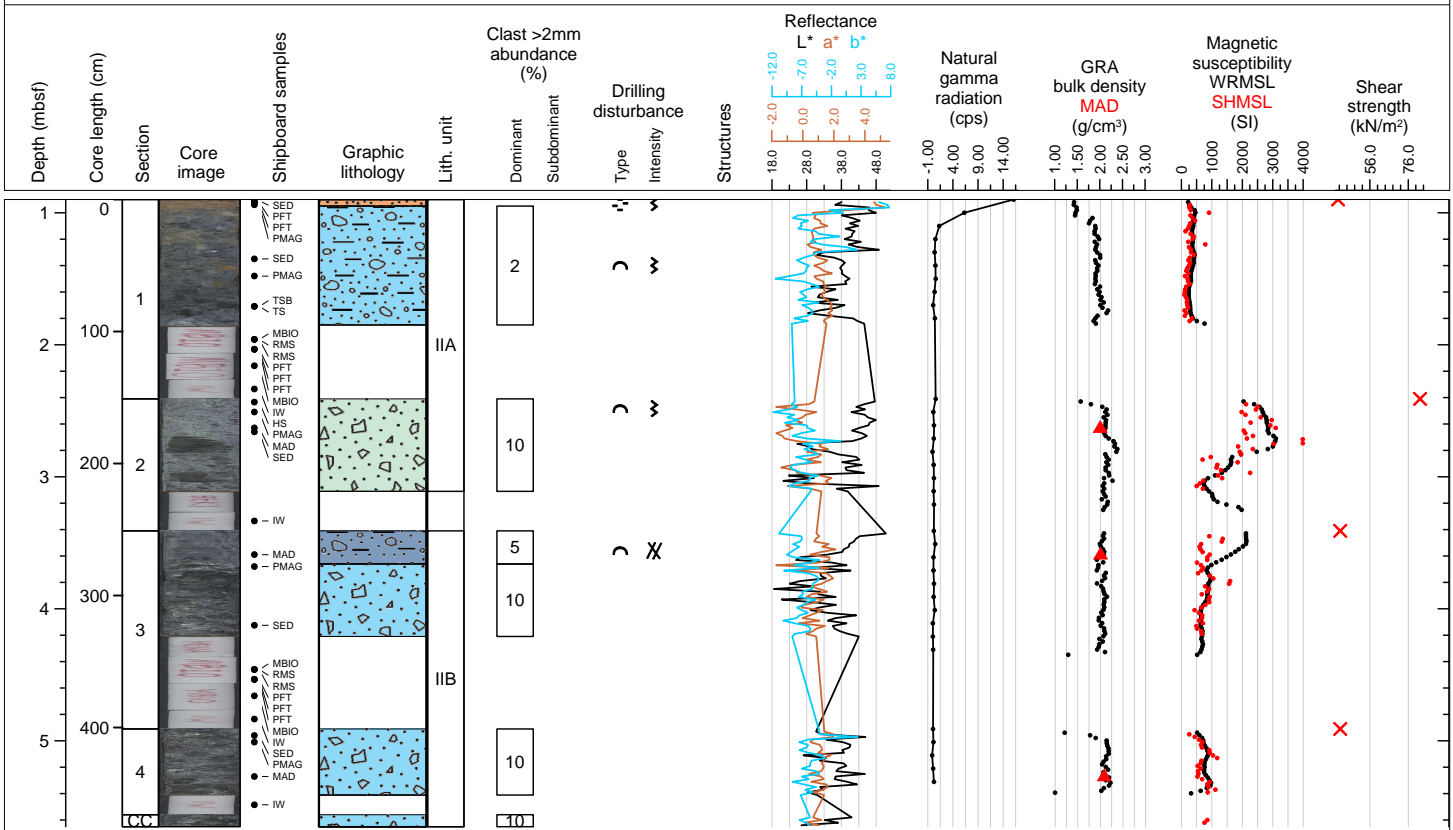 Depth (mbsf)
Core length (cm)
Section
Core
image
Shipboard samples
Graphic
lithology
Lith. unit
Clast >2mm
abundance
(%)
Dominant
Subdominant
Drilling
disturbance
Type
Intensity
Structures
Reflectance
L* a* b*
-12.0 -7.0 -2.0 3.0 8.0
-2.0 0.0 2.0 4.0
18.0 28.0 38.0 48.0
Natural
gamma
radiation
(cps)
-1.00 4.00 9.00 14.00
GRA
bulk density
MAD
(g/cm³)
1.00 1.50 2.00 2.50 3.00
Magnetic
susceptibility
WRMSL
SHMSL
(SI)
0 1000 2000 3000 4000
Shear
strength
(kN/m²)
56.0 76.0
1
2
3
4
5
0
100
200
300
400
1
2
3
4
CC
SED
PFT
PFT
PMAG
SED
PMAG
TSB
TS
MBIO
RMS
RMS
PFT
PFT
PFT
MBIO
IW
HS
PMAG
MAD
SED
IW
MAD
PMAG
SED
MBIO
RMS
RMS
PFT
PFT
MBIO
IW
SED
PMAG
MAD
IW
IIA
IIB
2
10
5
10
10
10